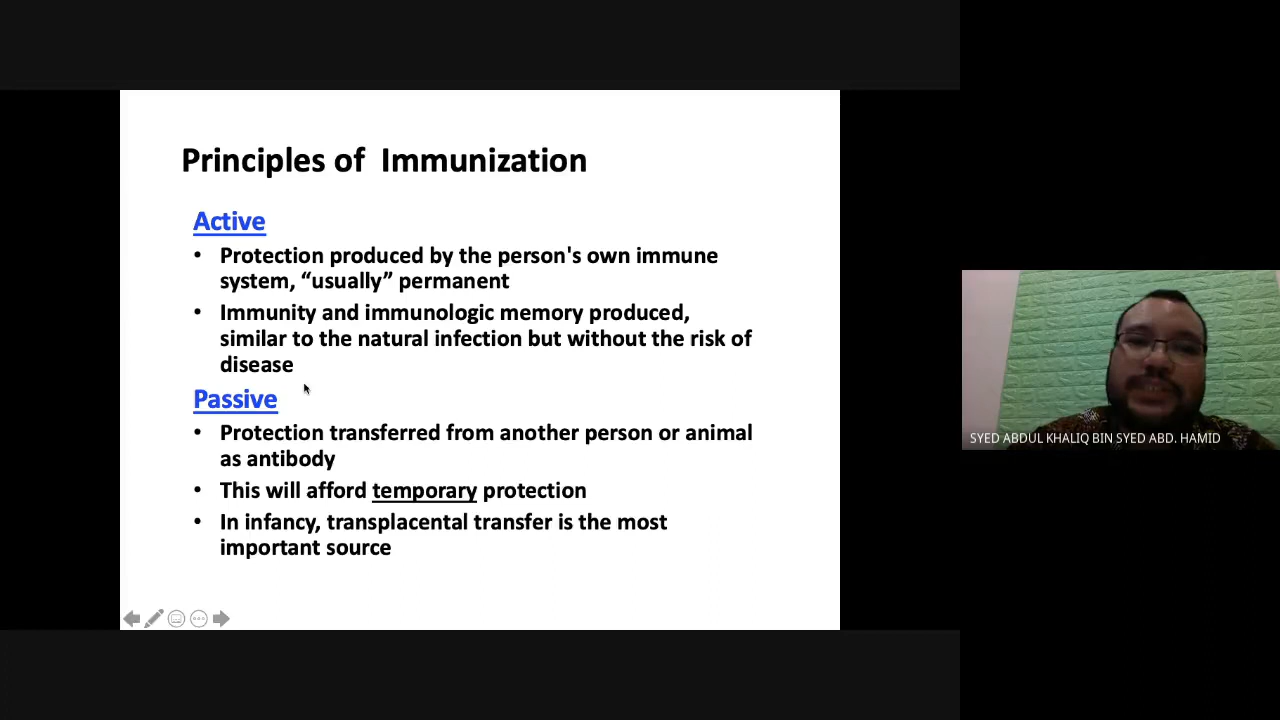 Principles of  Immunization
Active
• Protection produced by the person's own immune
system, “usually” permanent
• Immunity and immunologic memory produced,
similar to the natural infection but without the risk of
disease
Passive
• Protection transferred from another person or animal
as antibody
• This will afford temporary protection
• In infancy, transplacental transfer is the most
important source
SYED ABDUL KHALIQ BIN SYED ABD. HAMID